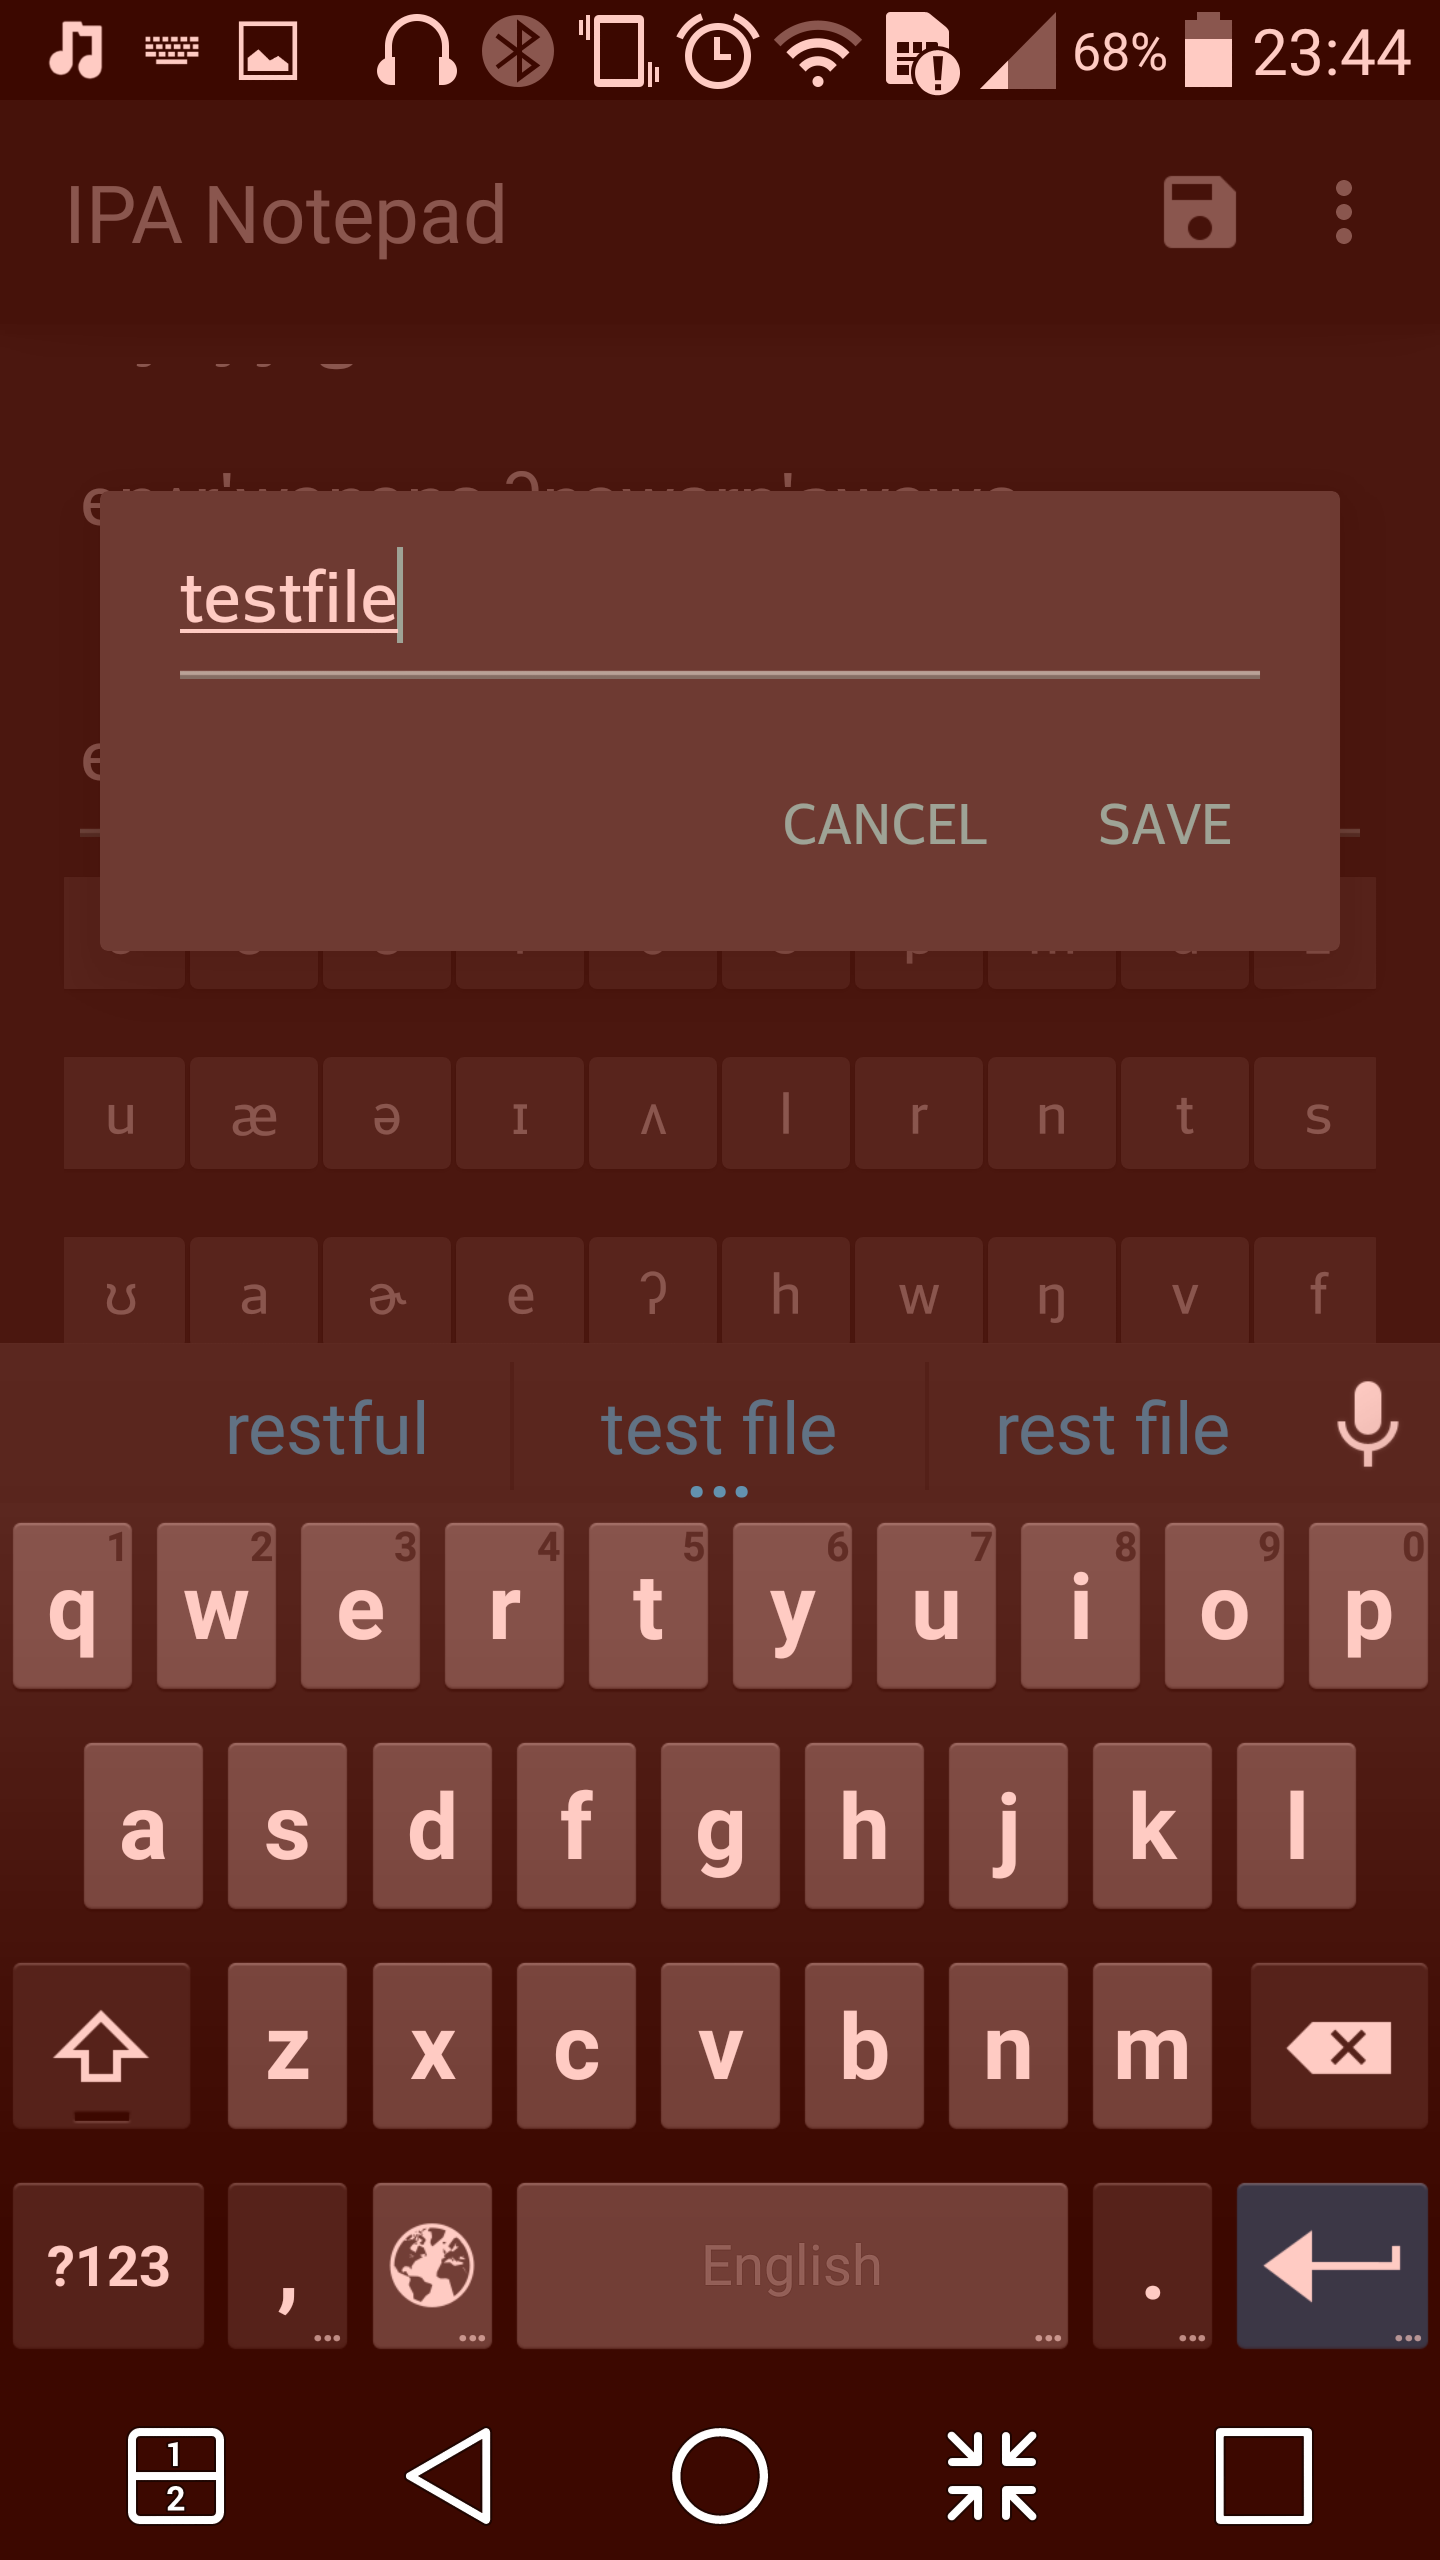 68% 23:44
IPA Notepad
testfile
CANCEL SAVE
u æ ə ɪ ʌ l r n t s
ʊ a ɚ e ʔ h w ŋ v f
restful test file rest file
1 2 3 4 5 6 7 8 9 0
q w e r t y u i o p
a s d f g h j k l
z x c v b n m
?123 , English .
1
2